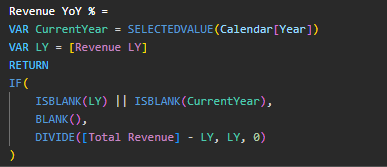 Revenue YoY % =
VAR CurrentYear = SELECTEDVALUE(Calendar[Year])
VAR LY = [Revenue LY]
RETURN
IF(
    ISBLANK(LY) || ISBLANK(CurrentYear),
    BLANK(),
    DIVIDE([Total Revenue] - LY, LY, 0)
)